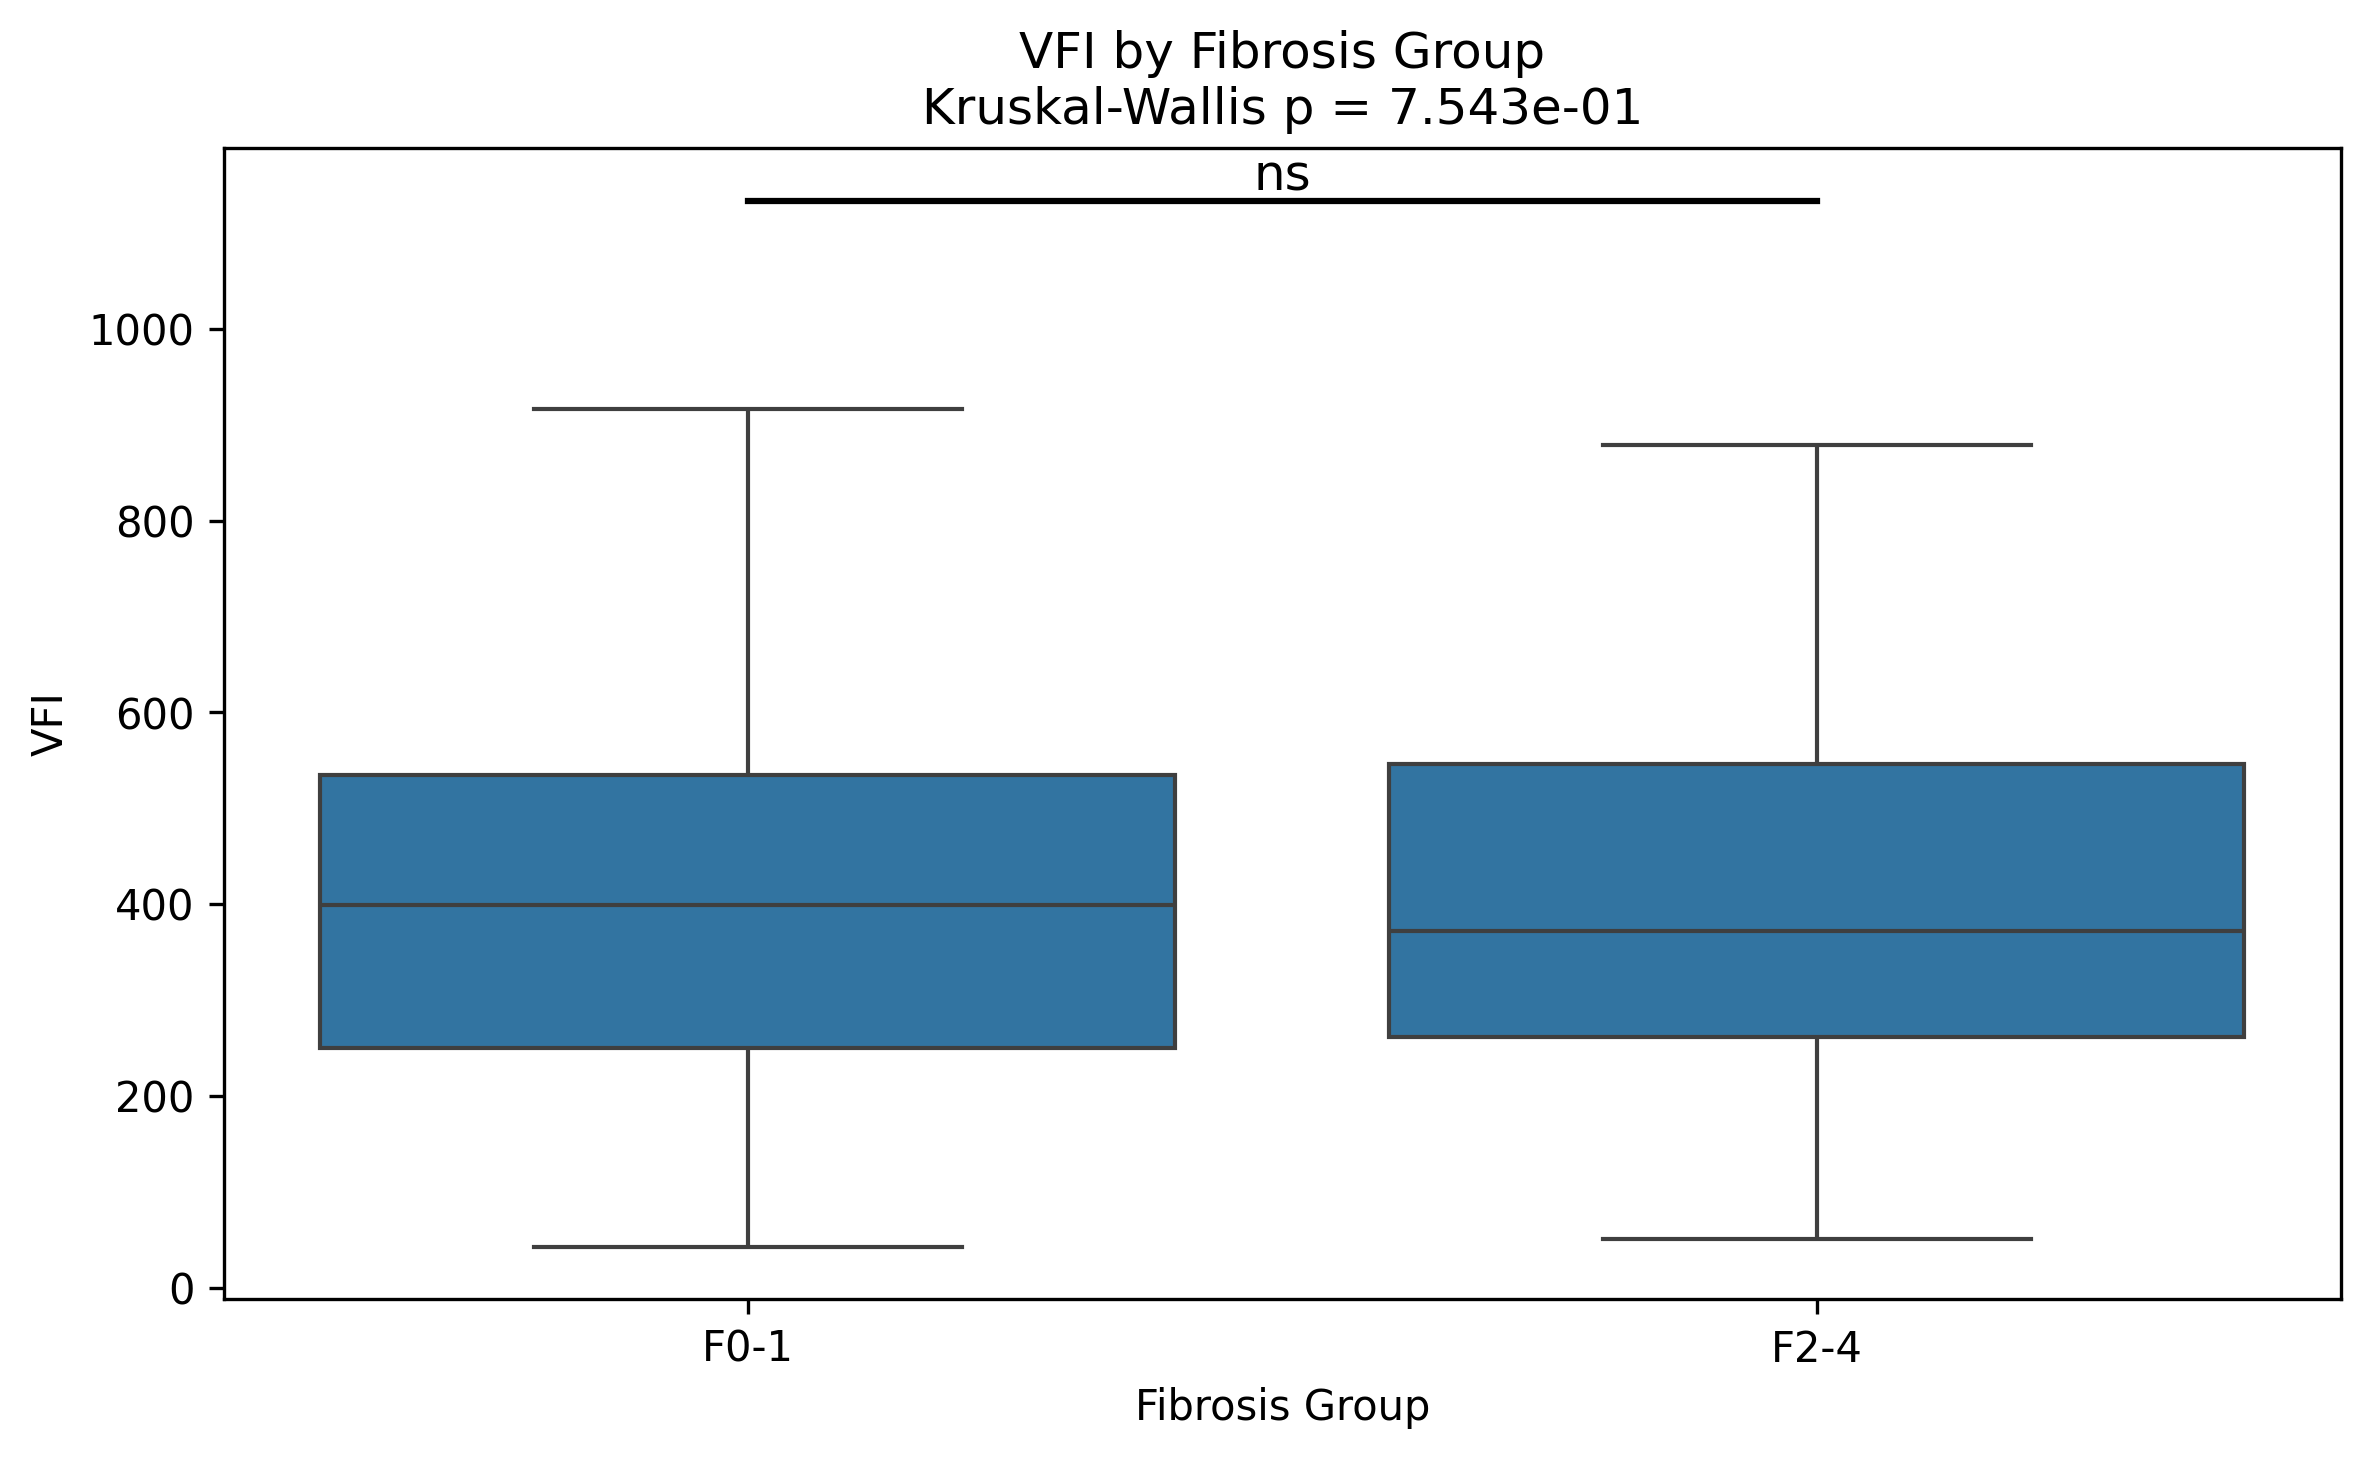 VFI by Fibrosis Group
Kruskal-Wallis p = 7.543e-01
ns
1000
800
600
400
200
0
VFI
F0-1
F2-4
Fibrosis Group